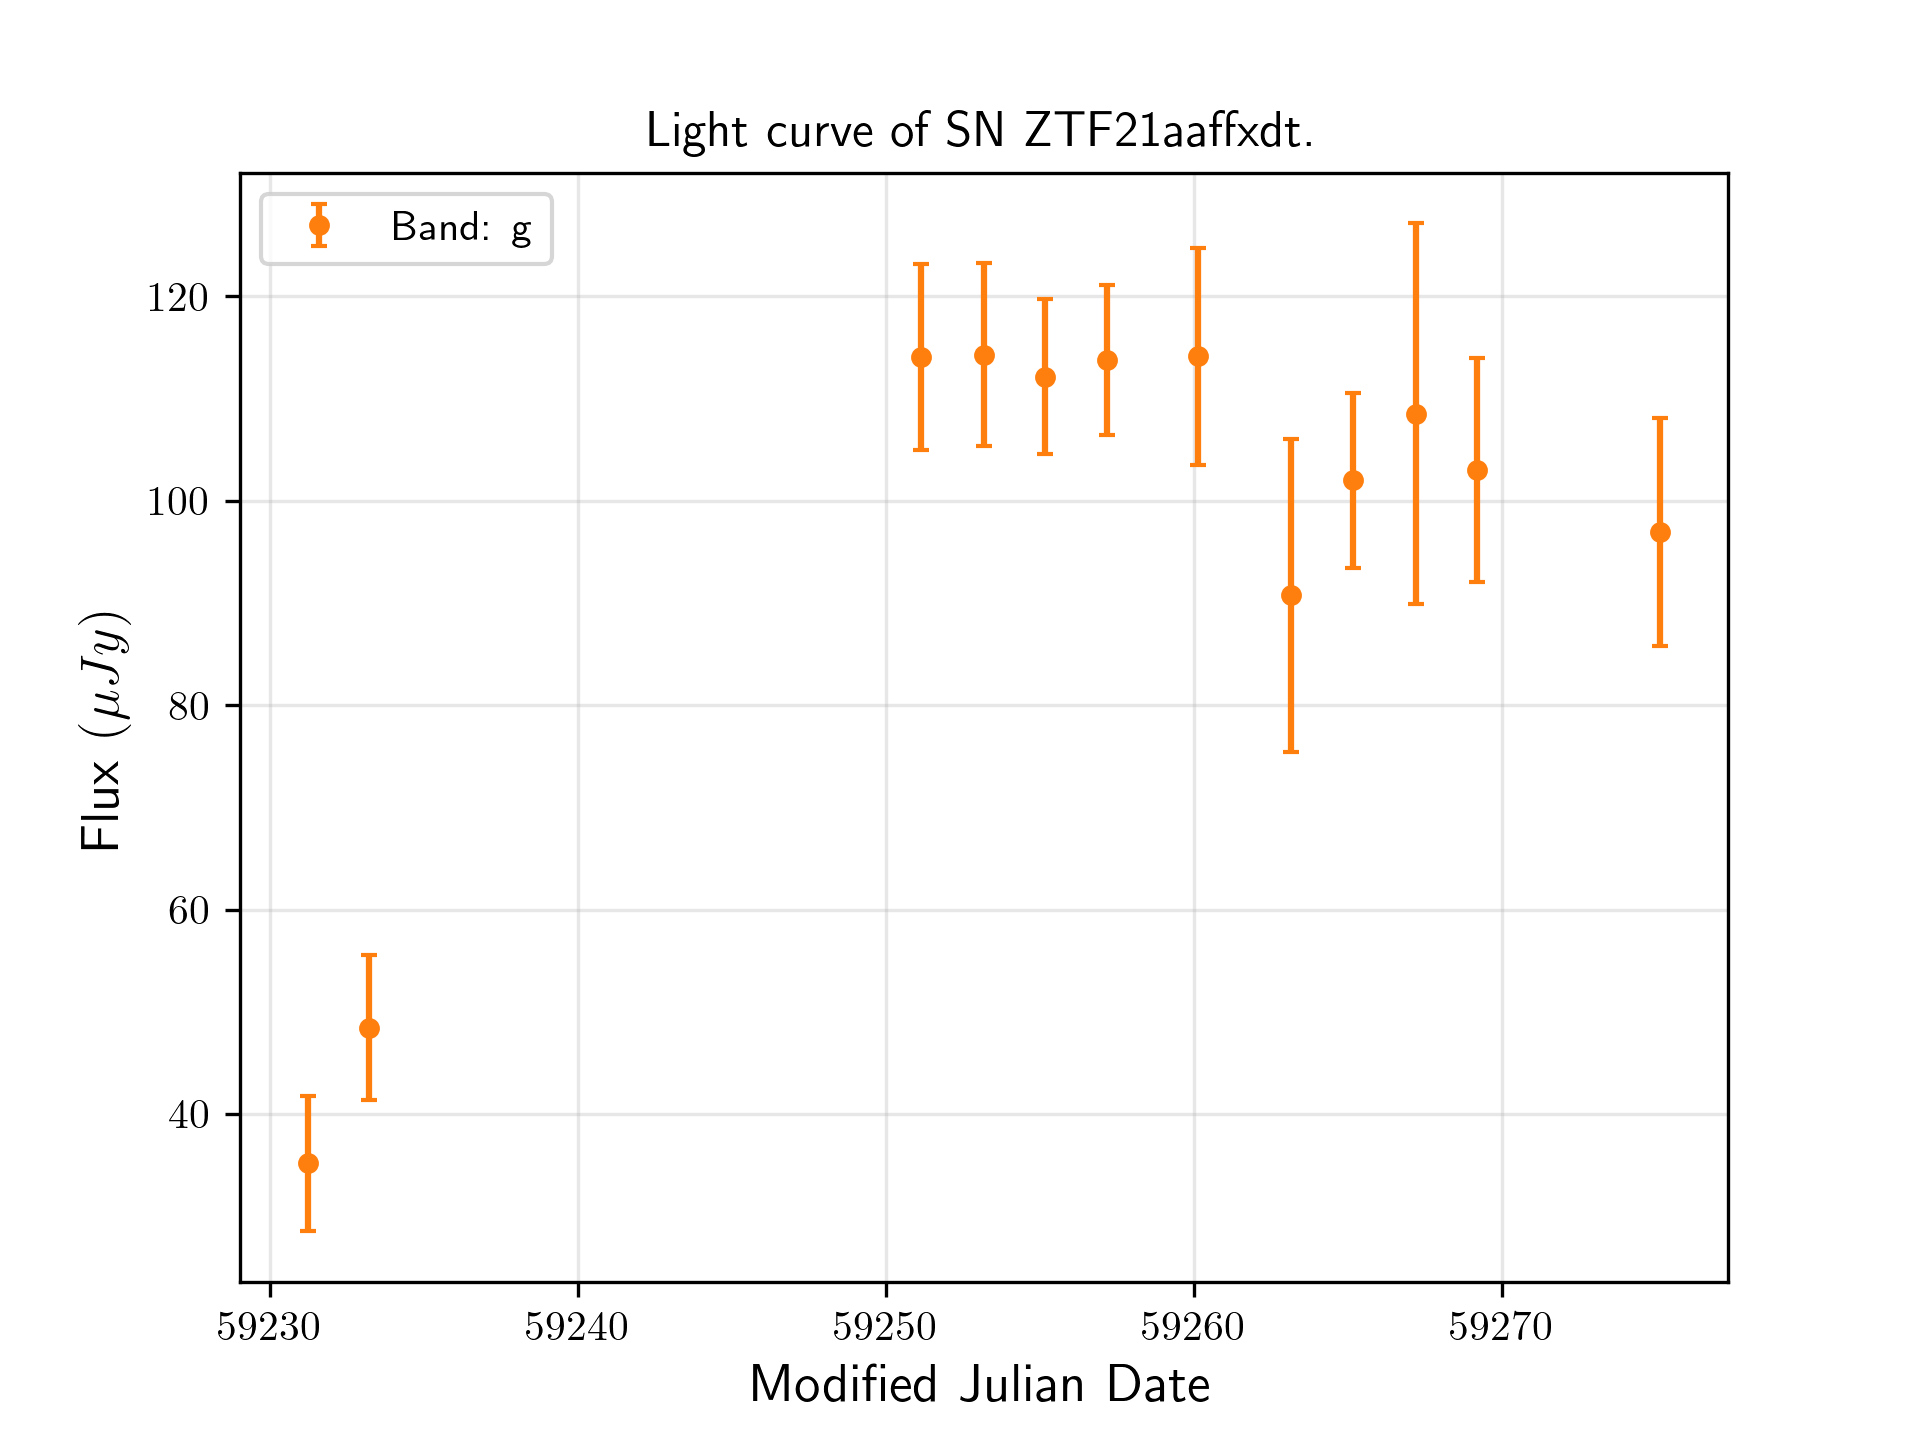 Light curve of SN ZTF21aaffxdt.
Band: g
120
100
80
60
40
Flux (μJy)
59230 59240 59250 59260 59270
Modified Julian Date